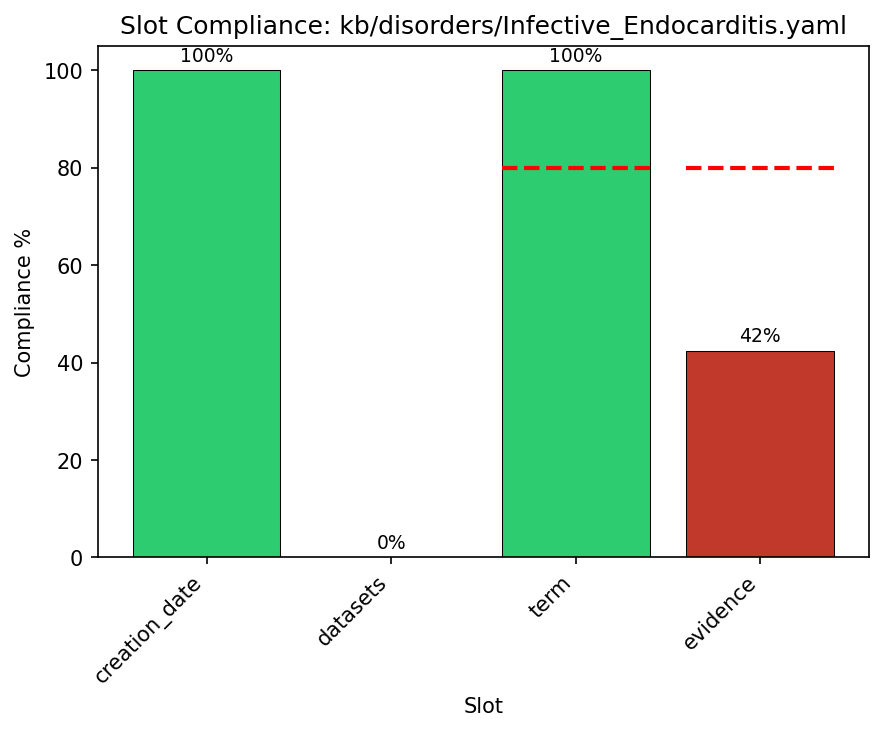 Slot Compliance: kb/disorders/Infective_Endocarditis.yaml
Compliance %
100
80
60
40
20
0
100%
0%
100%
42%
creation_date
datasets
term
evidence
Slot